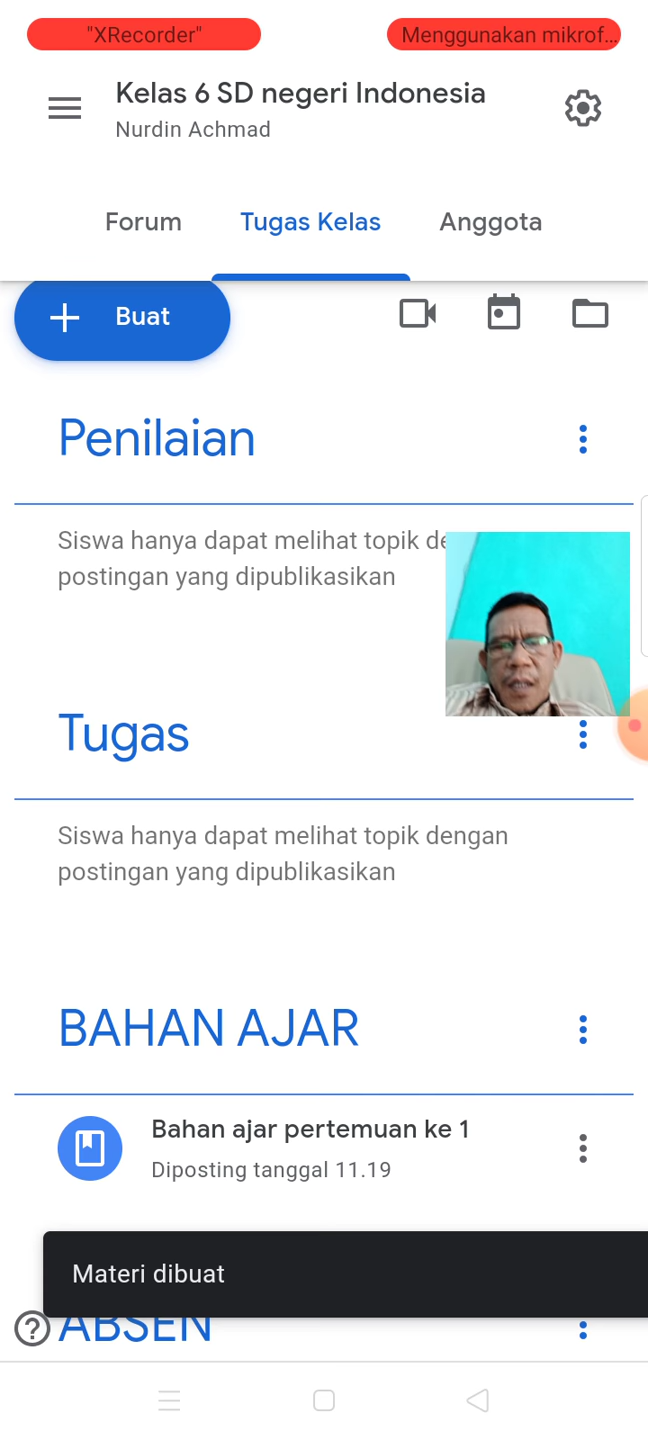 "XRecorder"
Menggunakan mikrof...
Kelas 6 SD negeri Indonesia
Nurdin Achmad
Forum
Tugas Kelas
Anggota
Buat
Penilaian
Siswa hanya dapat melihat topik de
postingan yang dipublikasikan
Tugas
Siswa hanya dapat melihat topik dengan
postingan yang dipublikasikan
BAHAN AJAR
Bahan ajar pertemuan ke 1
Diposting tanggal 11.19
Materi dibuat
ABSEN